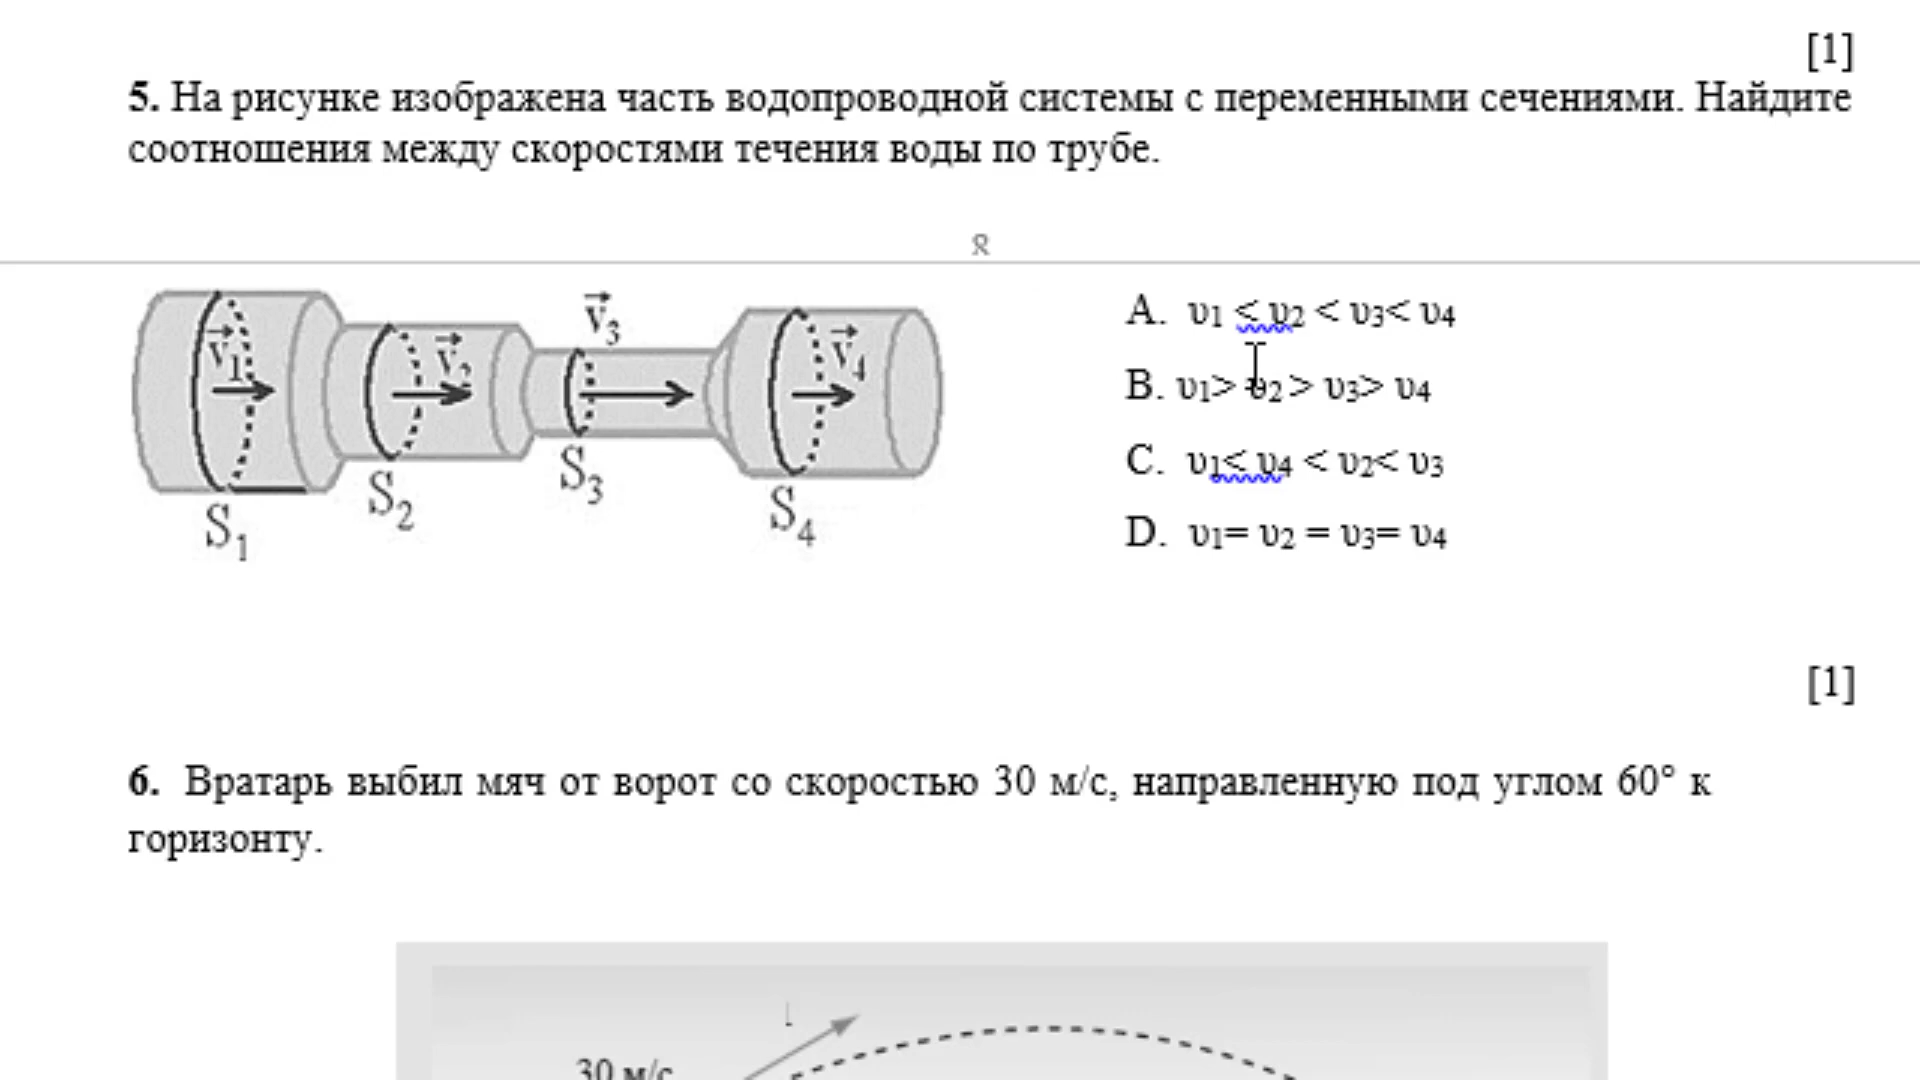 [1]
5. На рисунке изображена часть водопроводной системы с переменными сечениями. Найдите
соотношения между скоростями течения воды по трубе.
8
v₁
v₂
v₃
v₄
S₁
S₂
S₃
S₄
A. υ1 < υ2 < υ3< υ4
B. υ1> υ2 > υ3> υ4
C. υ1< υ4 < υ2< υ3
D. υ1= υ2 = υ3= υ4
[1]
6. Вратарь выбил мяч от ворот со скоростью 30 м/с, направленную под углом 60° к
горизонту.
30 м/с